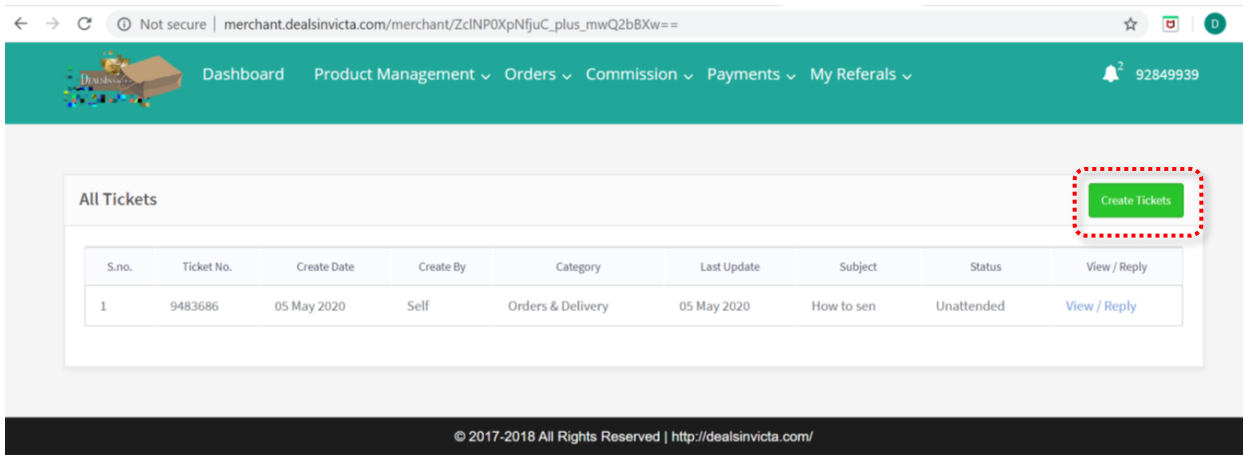 Not secure | merchant.dealsinvicta.com/merchant/ZclNP0XpNfjuC_plus_mwQ2bBXw==
D
Dashboard Product Management Orders Commission Payments My Referals 2 92849939
All Tickets Create Tickets
S.no. Ticket No. Create Date Create By Category Last Update Subject Status View / Reply
1 9483686 05 May 2020 Self Orders & Delivery 05 May 2020 How to sen Unattended View / Reply
© 2017-2018 All Rights Reserved | http://dealsinvicta.com/